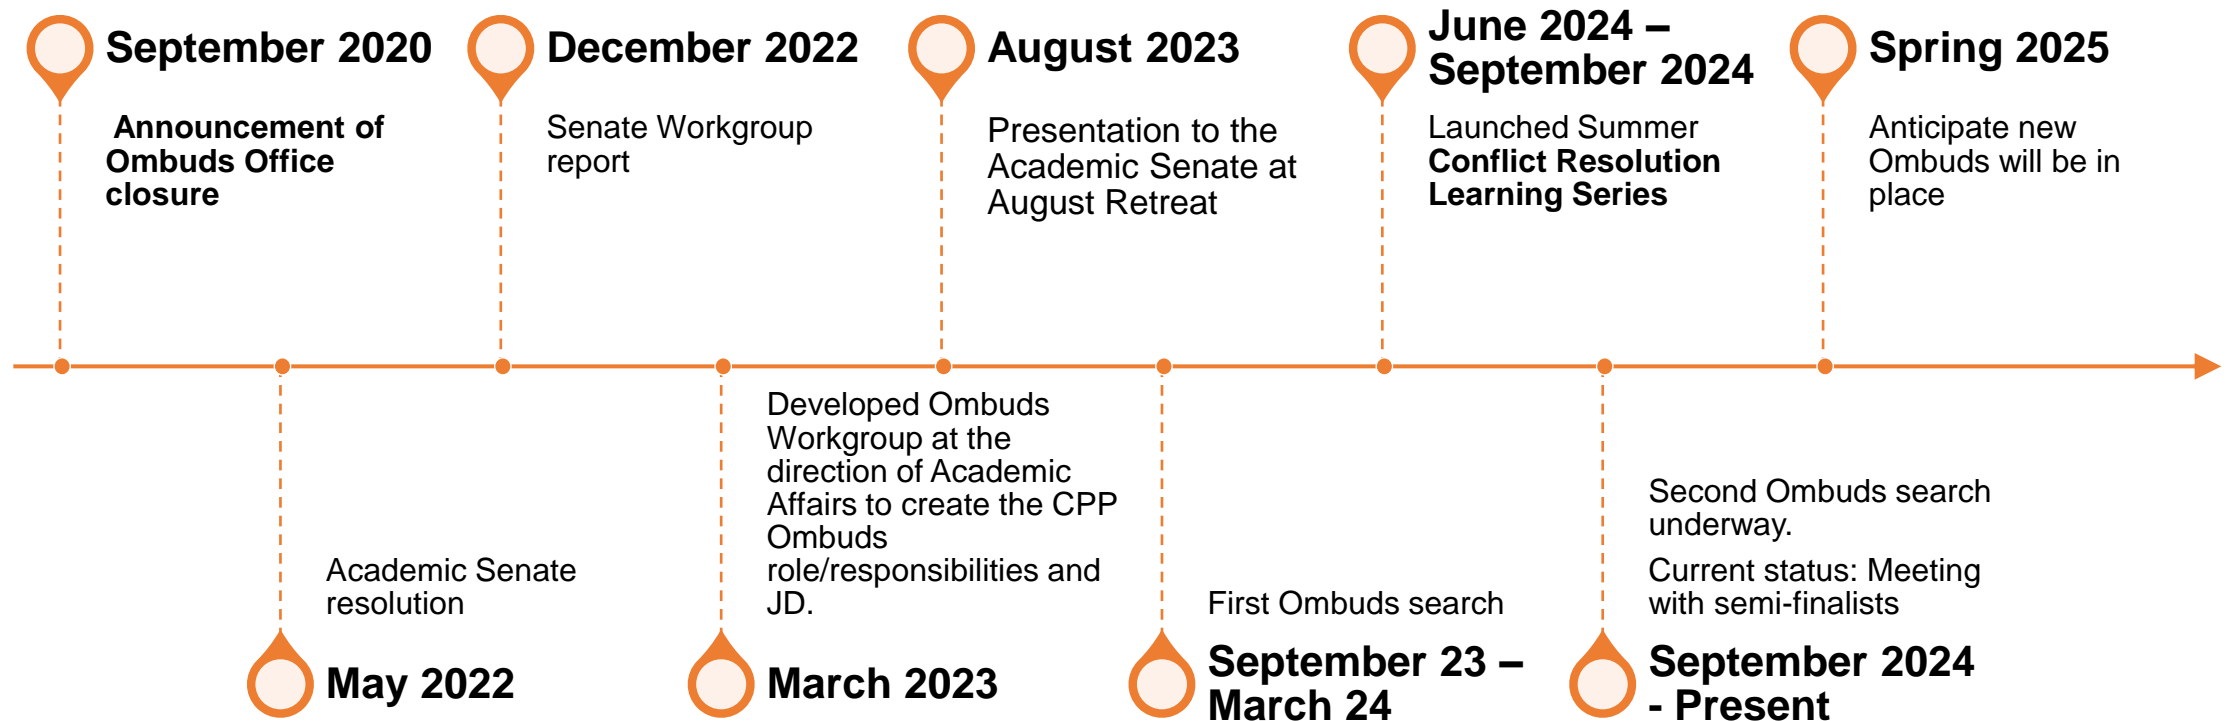 September 2020
Announcement of
Ombuds Office
closure
May 2022
Academic Senate
resolution
December 2022
Senate Workgroup
report
March 2023
Developed Ombuds
Workgroup at the
direction of Academic
Affairs to create the CPP
Ombuds
role/responsibilities and
JD.
August 2023
Presentation to the
Academic Senate at
August Retreat
September 23 –
March 24
First Ombuds search
June 2024 –
September 2024
Launched Summer
Conflict Resolution
Learning Series
September 2024
- Present
Second Ombuds search
underway.
Current status: Meeting
with semi-finalists
Spring 2025
Anticipate new
Ombuds will be in
place